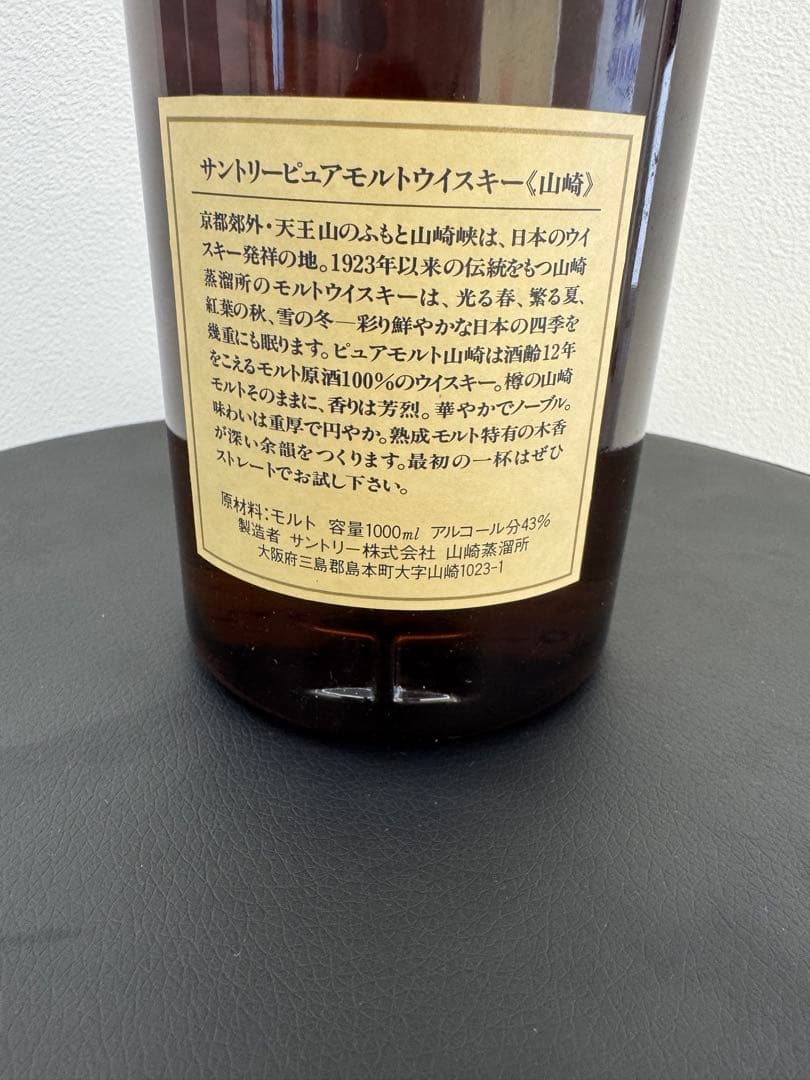 サントリーピュアモルトウイスキー《山崎》
京都郊外・天王山のふもと山崎峡は、日本のウイ
スキー発祥の地。1923年以来の伝統をもつ山崎
蒸溜所のモルトウイスキーは、光る春、繁る夏、
紅葉の秋、雪の冬—彩り鮮やかな日本の四季を
幾重にも眠ります。ピュアモルト山崎は酒齢12年
をこえるモルト原酒100%のウイスキー。樽の山崎
モルトそのままに、香りは芳烈。華やかでノーブル。
味わいは重厚で円やか。熟成モルト特有の木香
が深い余韻をつくります。最初の一杯はぜひ
ストレートでお試し下さい。
原材料：モルト 容量1000ml アルコール分43%
製造者 サントリー株式会社 山崎蒸溜所
大阪府三島郡島本町大字山崎1023-1